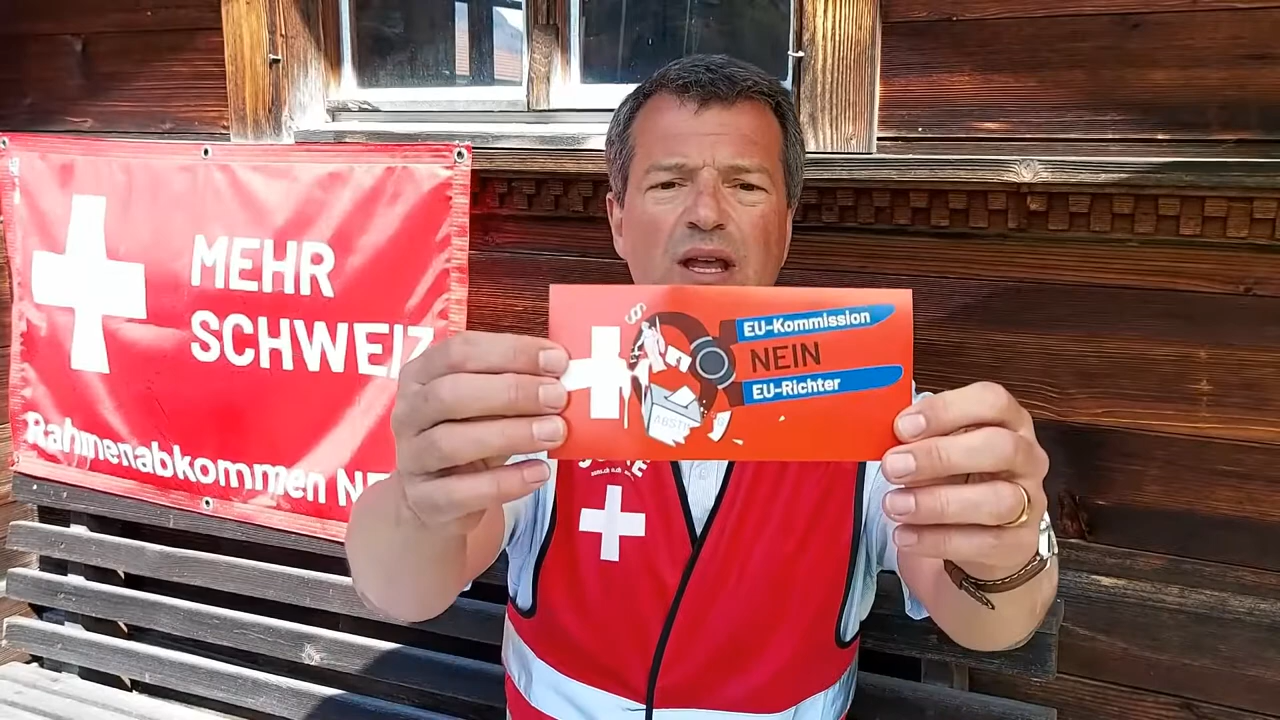 MEHR
SCHWEIZ
Rahmenabkommen
EU-Kommission
NEIN
EU-Richter